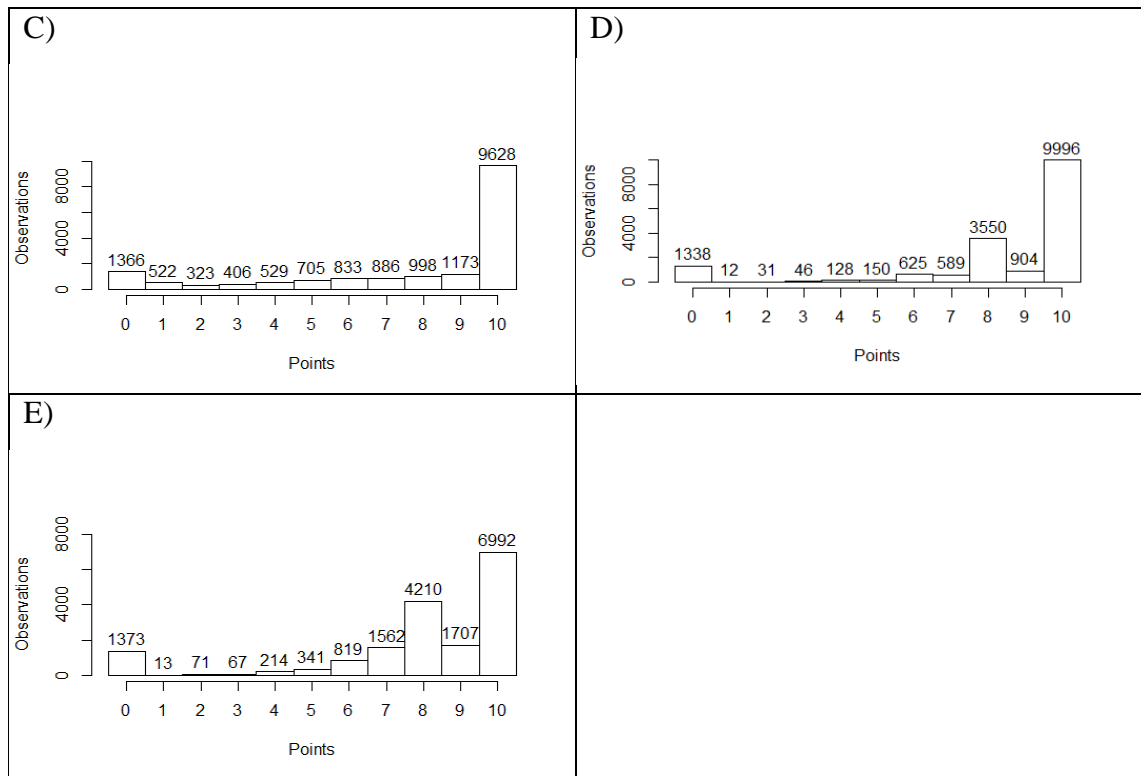 C)
Observations
8000
4000
0
1366 522 323 406 529 705 833 886 998 1173 9628
0 1 2 3 4 5 6 7 8 9 10
Points
D)
Observations
8000
4000
0
1338 12 31 46 128 150 625 589 3550 904 9996
0 1 2 3 4 5 6 7 8 9 10
Points
E)
Observations
8000
4000
0
1373 13 71 67 214 341 819 1562 4210 1707 6992
0 1 2 3 4 5 6 7 8 9 10
Points